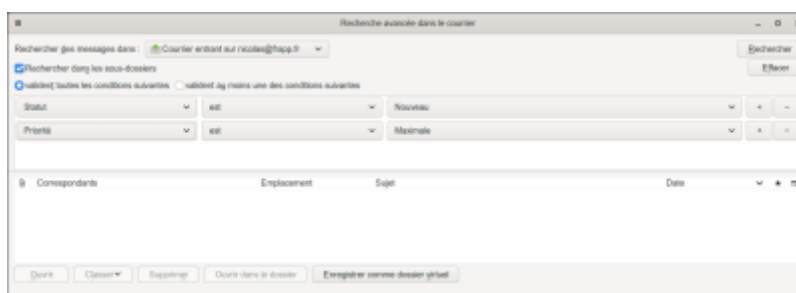 Recherche avancée dans le courrier
Rechercher des messages dans : Courrier entrant sur nicolas@fhapp.fr Rechercher
Rechercher dans les sous-dossiers Effacer
valident toutes les conditions suivantes valident au moins une des conditions suivantes
Statut est Nouveau + -
Priorité est Maximale + -
Correspondants Emplacement Sujet Date
Ouvrir Classer Supprimer Ouvrir dans le dossier Enregistrer comme dossier virtuel